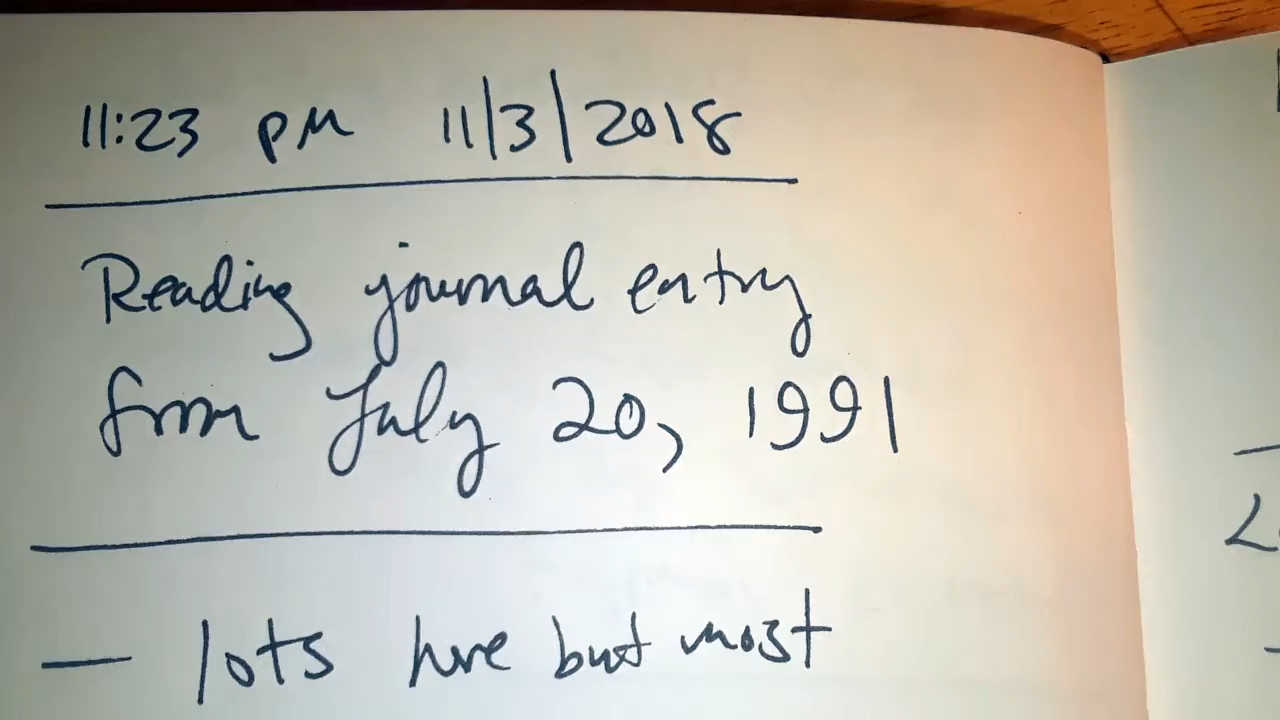 11:23 PM 11/3/2018
Reading journal entry
from July 20, 1991
— lots here but most